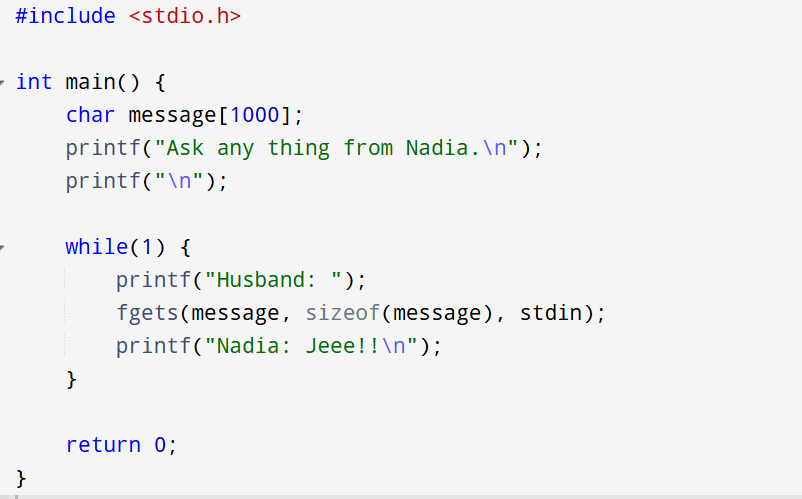 #include <stdio.h>
int main() {
char message[1000];
printf("Ask any thing from Nadia.\n");
printf("\n");
while(1) {
printf("Husband: ");
fgets(message, sizeof(message), stdin);
printf("Nadia: Jeee!!\n");
}
return 0;
}